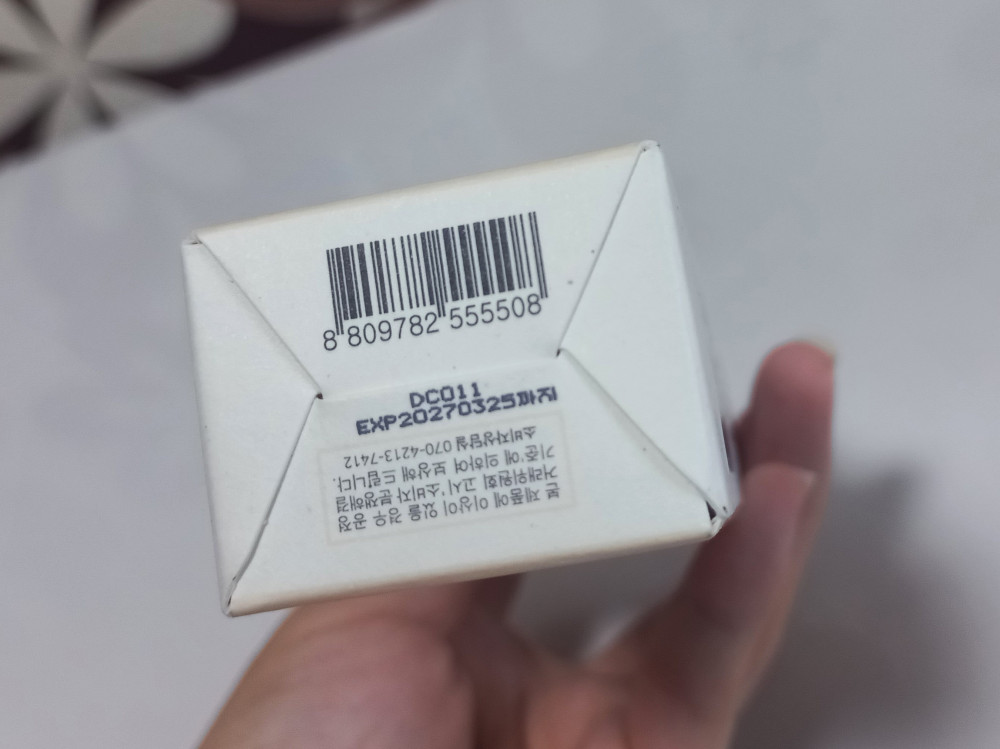 8 809782 555508
DC011
EXP20270325까지
본 제품에 이상이 있을 경우 공정
거래위원회 고시 '소비자 분쟁해결
기준'에 의하여 보상해 드립니다.
소비자상담실 070-4213-7412